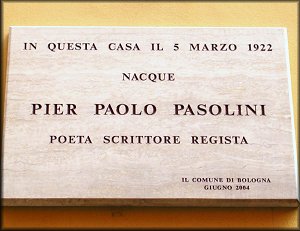 IN QUESTA CASA IL 5 MARZO 1922
NACQUE
PIER PAOLO PASOLINI
POETA SCRITTORE REGISTA
IL COMUNE DI BOLOGNA
GIUGNO 2004